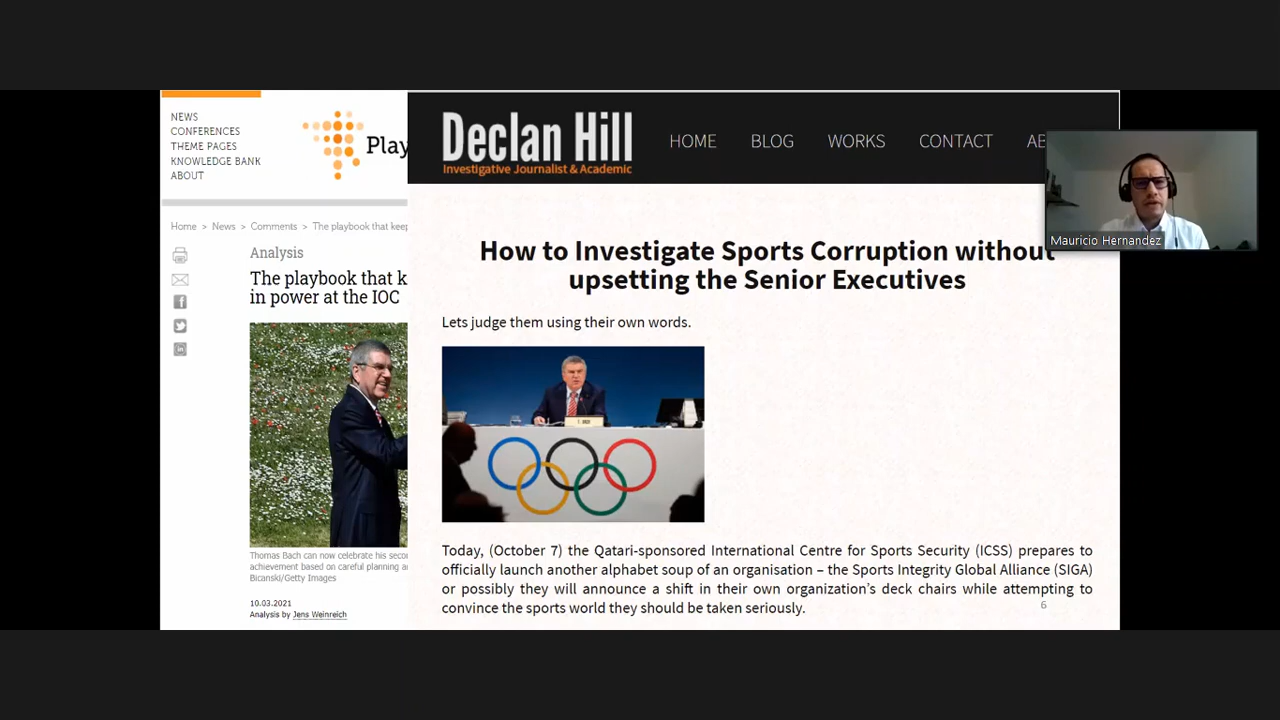 NEWS
CONFERENCES
THEME PAGES
KNOWLEDGE BANK
ABOUT
Play
Home > News > Comments > The playbook that keep
Analysis
The playbook that k
in power at the IOC
Thomas Bach can now celebrate his seco
achievement based on careful planning a
Bicanski/Getty Images
10.03.2021
Analysis by Jens Weinreich
Declan Hill
Investigative Journalist & Academic
HOME BLOG WORKS CONTACT AB
How to Investigate Sports Corruption without
upsetting the Senior Executives
Lets judge them using their own words.
Today, (October 7) the Qatari-sponsored International Centre for Sports Security (ICSS) prepares to
officially launch another alphabet soup of an organisation – the Sports Integrity Global Alliance (SIGA)
or possibly they will announce a shift in their own organization's deck chairs while attempting to
convince the sports world they should be taken seriously.
6
Mauricio Hernandez